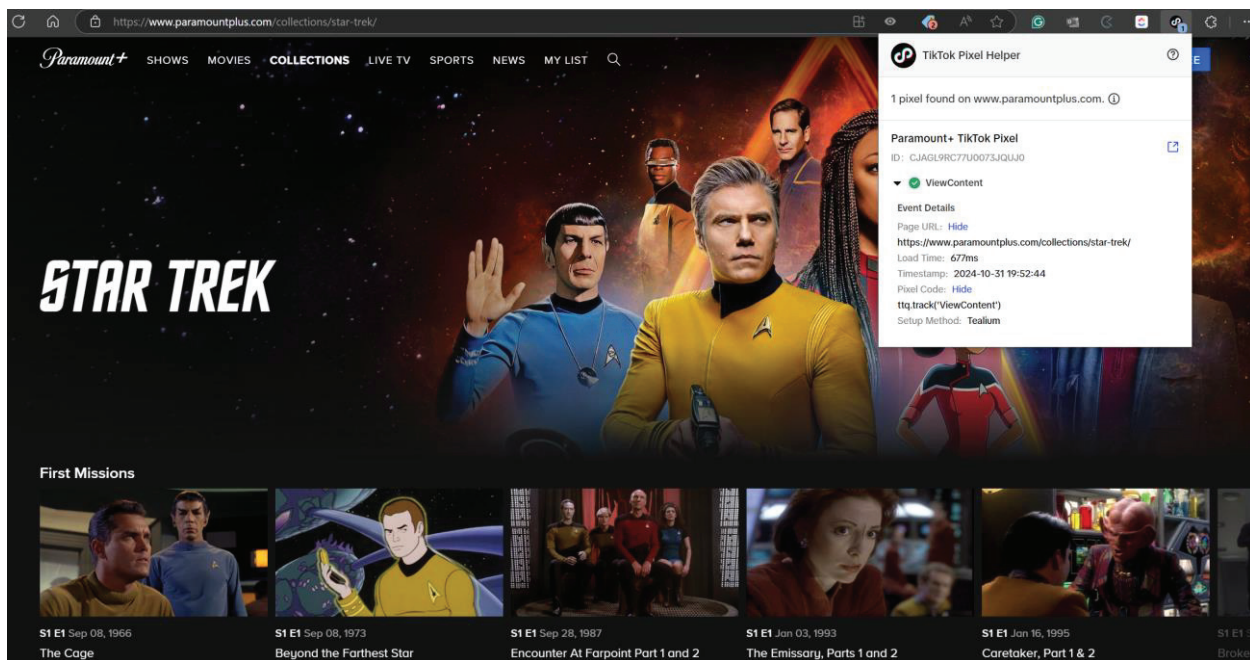 https://www.paramountplus.com/collections/star-trek/
2
1
Paramount+ SHOWS MOVIES COLLECTIONS LIVE TV SPORTS NEWS MY LIST
E
TikTok Pixel Helper
1 pixel found on www.paramountplus.com.
Paramount+ TikTok Pixel
ID: CJAGL9RC77U0073JQUJ0
ViewContent
Event Details
Page URL: Hide
https://www.paramountplus.com/collections/star-trek/
Load Time: 677ms
Timestamp: 2024-10-31 19:52:44
Pixel Code: Hide
ttq.track('ViewContent')
Setup Method: Tealium
STAR TREK
First Missions
S1 E1 Sep 08, 1966
The Cage
S1 E1 Sep 08, 1973
Beyond the Farthest Star
S1 E1 Sep 28, 1987
Encounter At Farpoint Part 1 and 2
S1 E1 Jan 03, 1993
The Emissary, Parts 1 and 2
S1 E1 Jan 16, 1995
Caretaker, Part 1 & 2
S1 E1
Broke